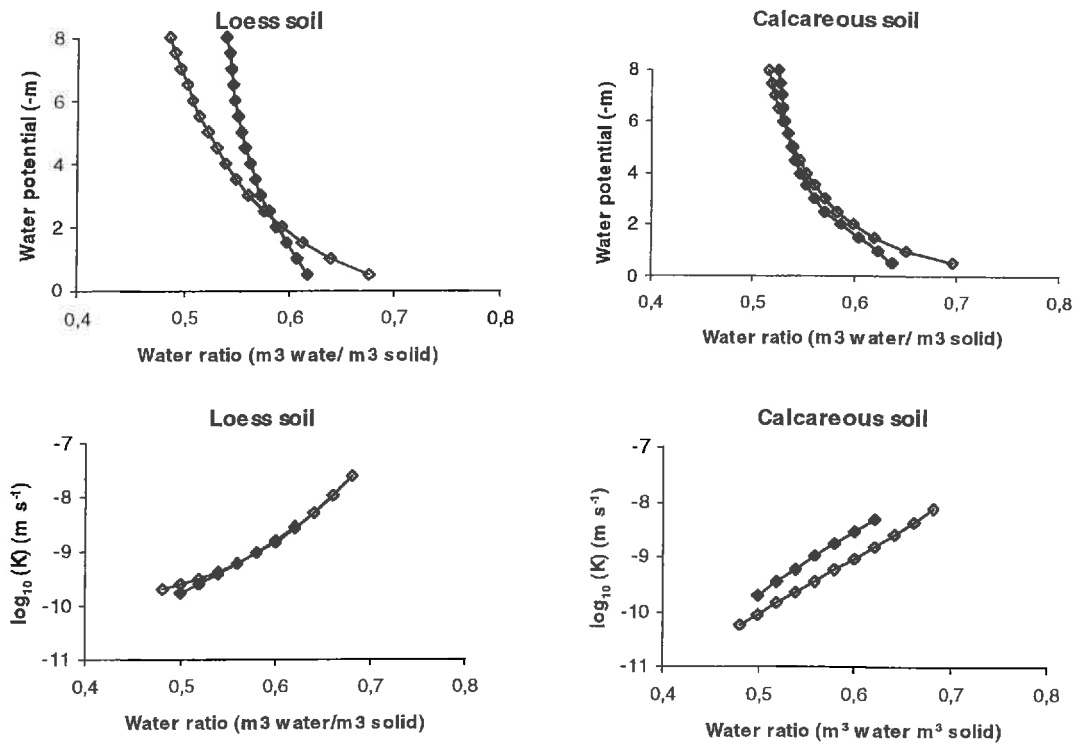 Loess soil
8
6
4
2
0
Water potential (-m)
0,4 0,5 0,6 0,7 0,8
Water ratio (m3 wate/ m3 solid)
Calcareous soil
8
6
4
2
0
Water potential (-m)
0,4 0,5 0,6 0,7 0,8
Water ratio (m3 water/ m3 solid)
Loess soil
-7
-8
-9
-10
-11
log₁₀ (K) (m s⁻¹)
0,4 0,5 0,6 0,7 0,8
Water ratio (m3 water/m3 solid)
Calcareous soil
-7
-8
-9
-10
-11
log₁₀ (K) (m s⁻¹)
0,4 0,5 0,6 0,7 0,8
Water ratio (m³ water m³ solid)